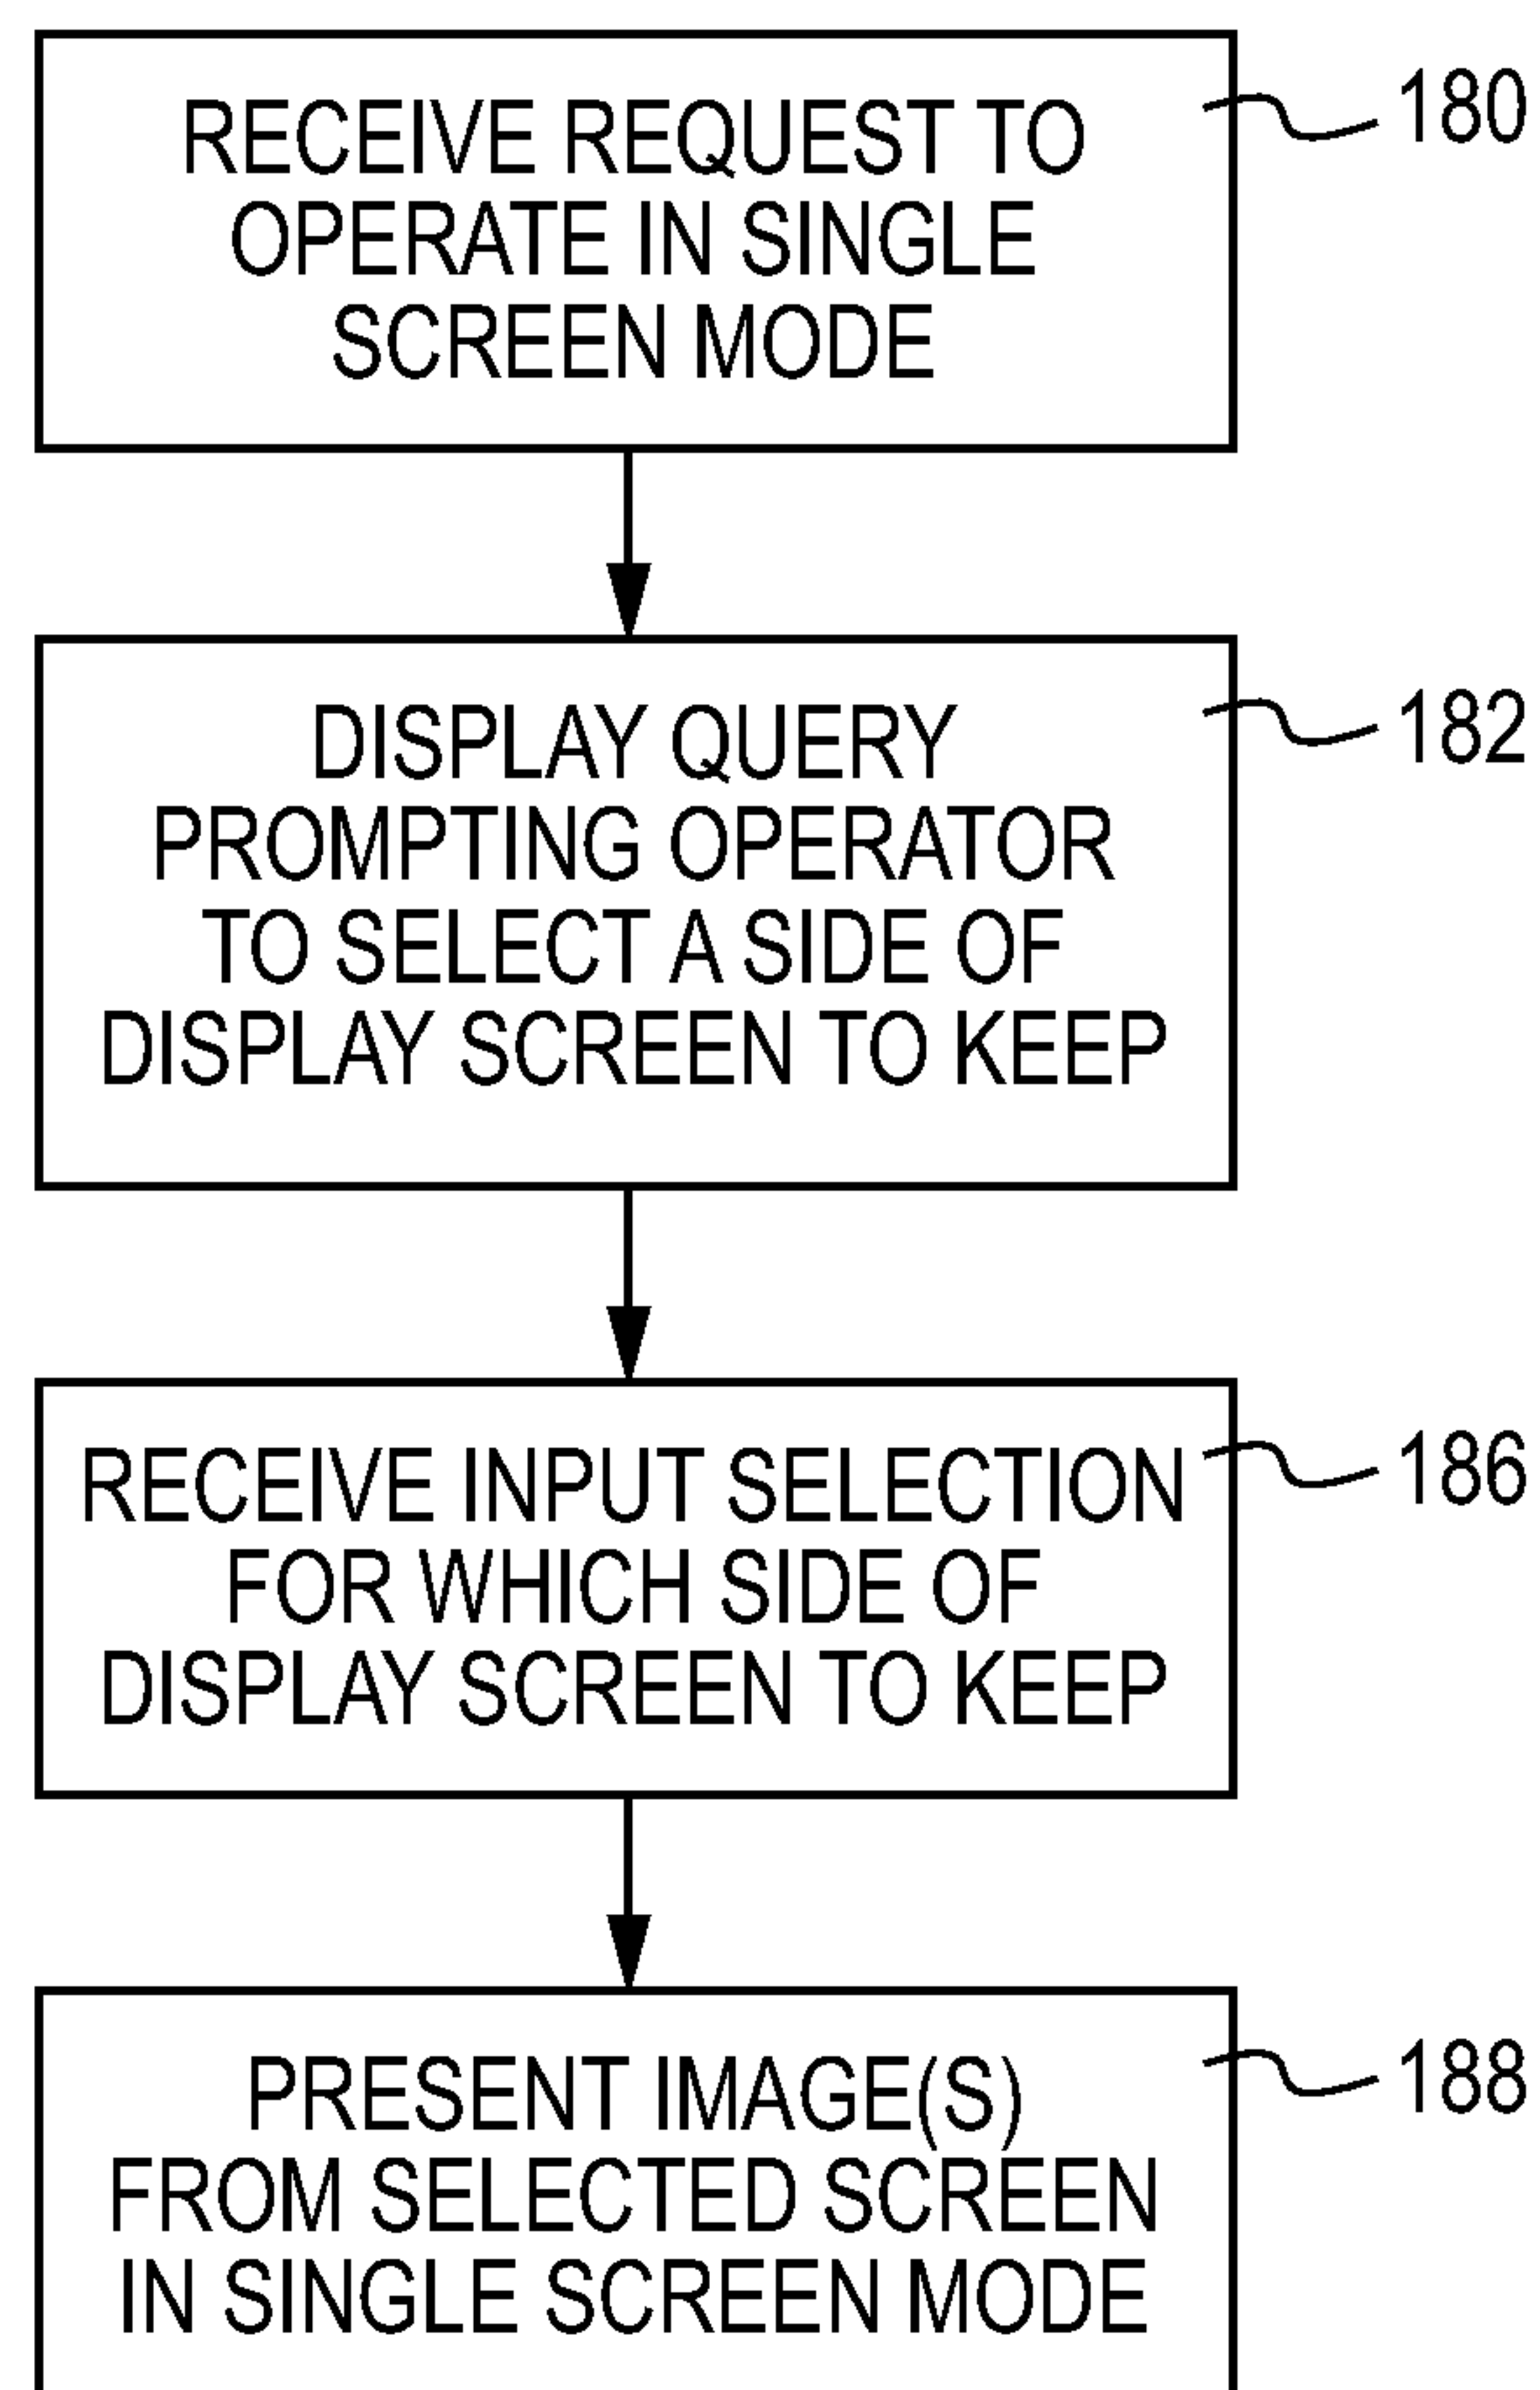 RECEIVE REQUEST TO
OPERATE IN SINGLE
SCREEN MODE
180
DISPLAY QUERY
PROMPTING OPERATOR
TO SELECT A SIDE OF
DISPLAY SCREEN TO KEEP
182
RECEIVE INPUT SELECTION
FOR WHICH SIDE OF
DISPLAY SCREEN TO KEEP
186
PRESENT IMAGE(S)
FROM SELECTED SCREEN
IN SINGLE SCREEN MODE
188